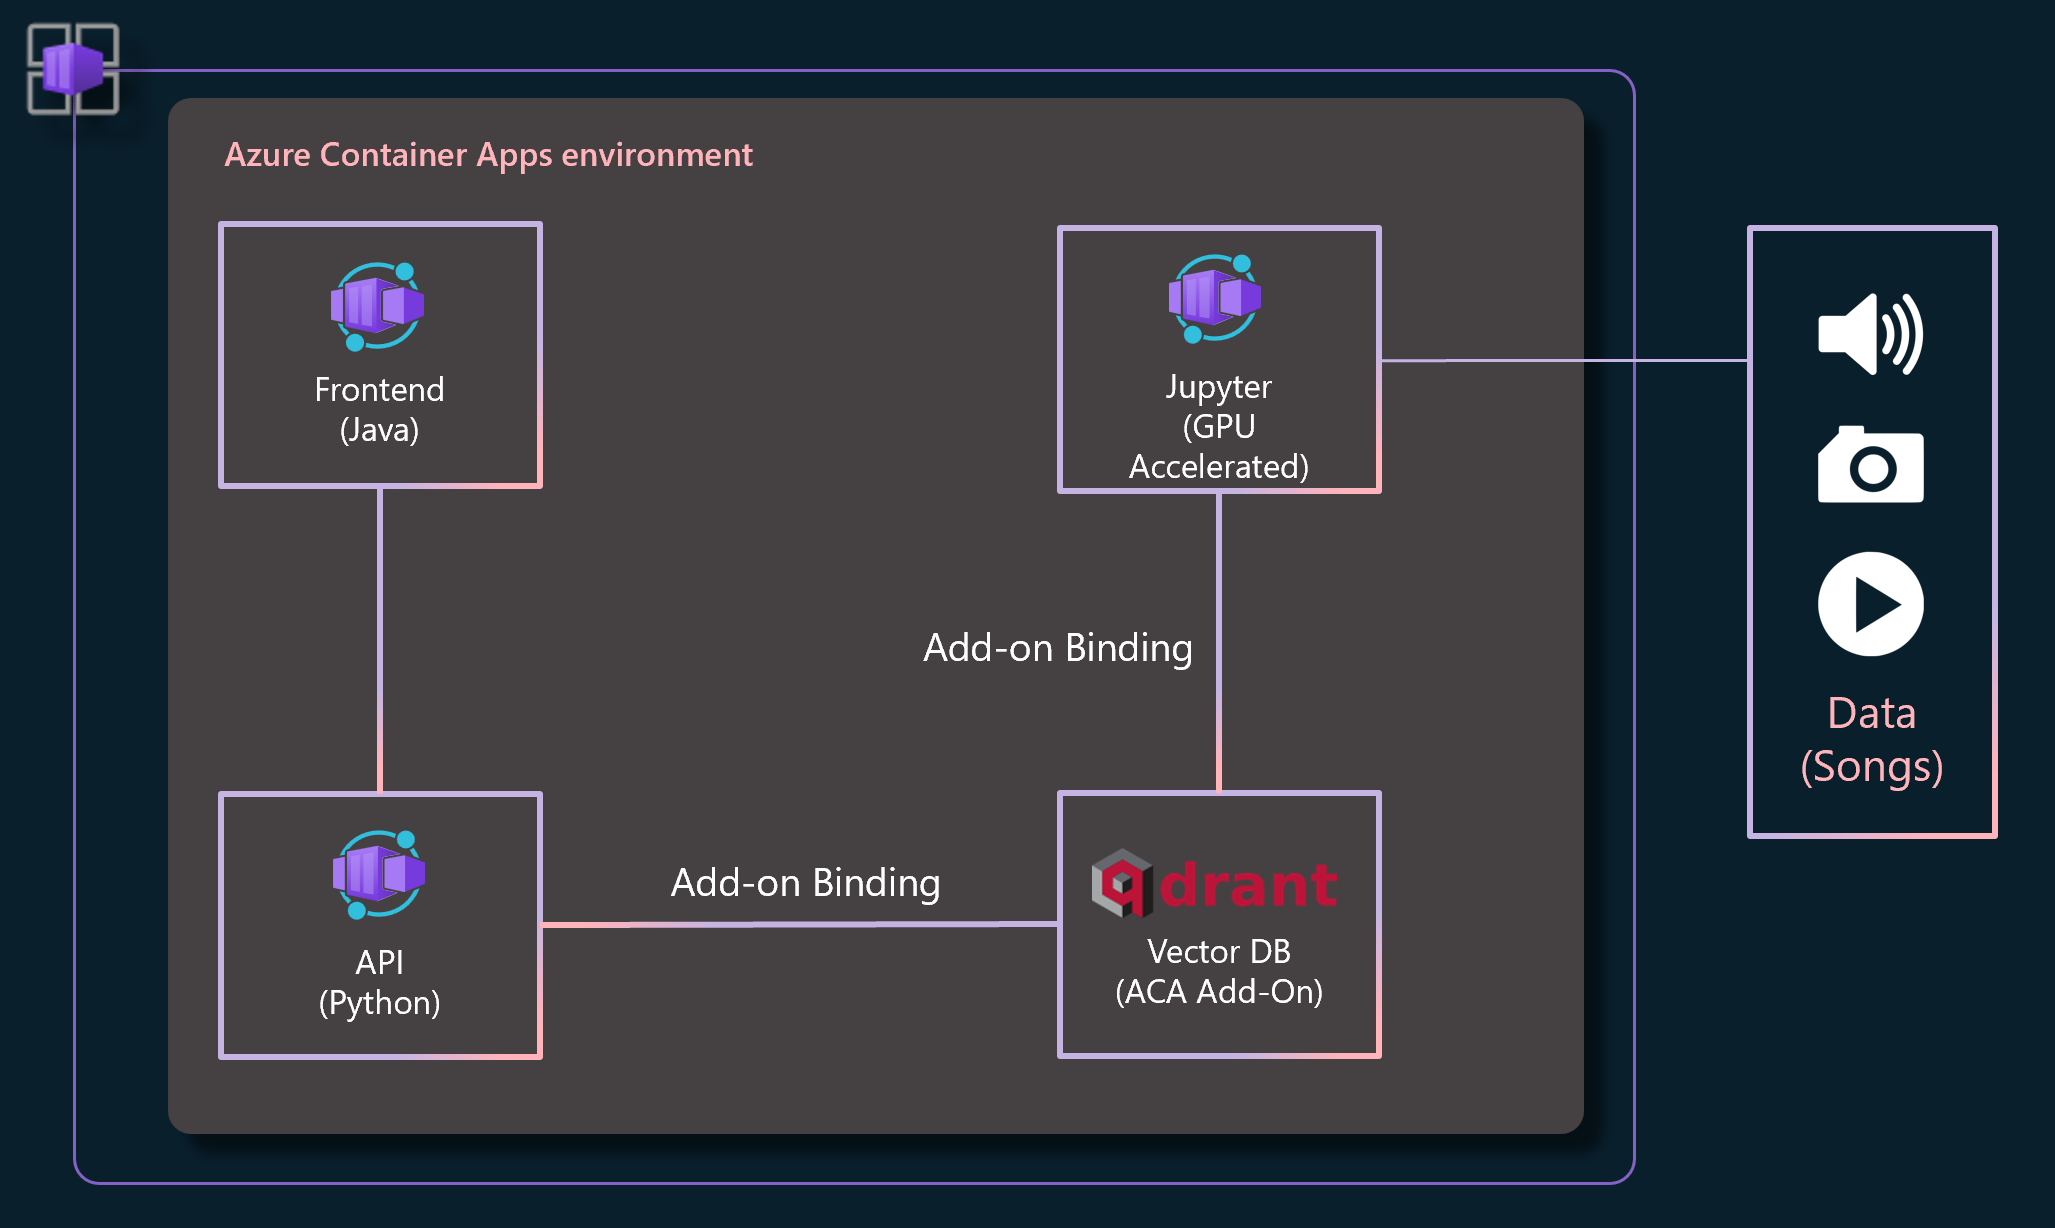 Azure Container Apps environment
Frontend
(Java)
Jupyter
(GPU
Accelerated)
Add-on Binding
Data
(Songs)
API
(Python)
Add-on Binding
qdrant
Vector DB
(ACA Add-On)